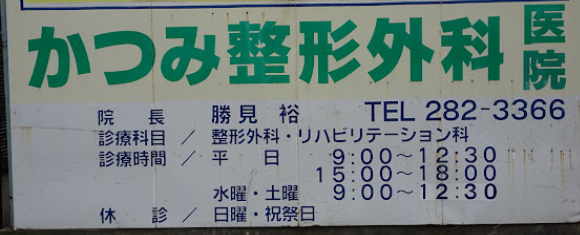 かつみ整形外科医院
院長 勝見 裕 TEL 282-3366
診療科目／整形外科・リハビリテーション科
診療時間／平日 9:00～12:30
15:00～18:00
水曜・土曜 9:00～12:30
休診／日曜・祝祭日